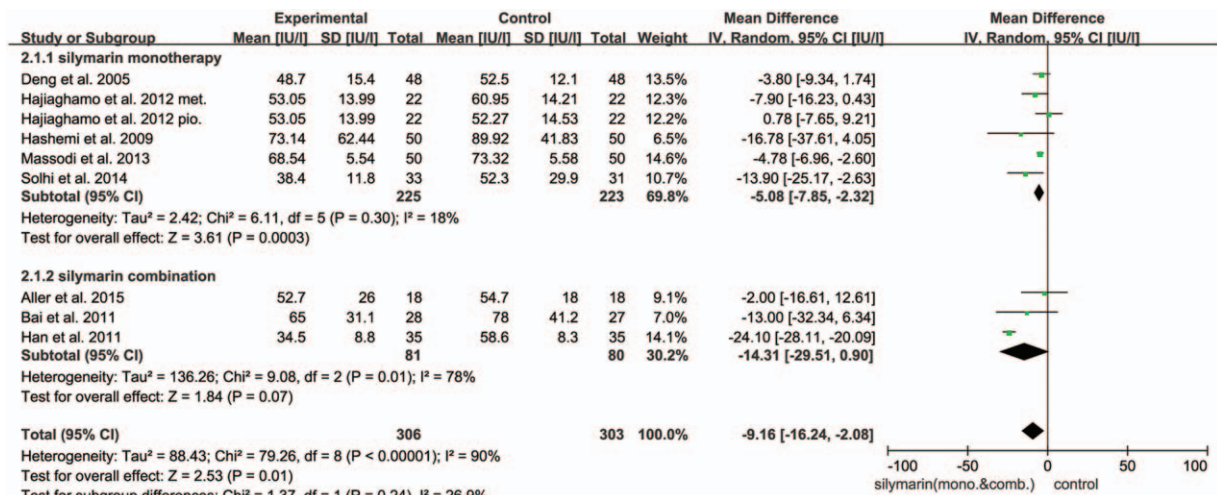 Experimental Control Mean Difference Mean Difference
Study or Subgroup Mean [IU/l] SD [IU/l] Total Mean [IU/l] SD [IU/l] Total Weight IV, Random, 95% CI [IU/l] IV, Random, 95% CI [IU/l]
2.1.1 silymarin monotherapy
Deng et al. 2005 48.7 15.4 48 52.5 12.1 48 13.5% -3.80 [-9.34, 1.74]
Hajiaghamo et al. 2012 met. 53.05 13.99 22 60.95 14.21 22 12.3% -7.90 [-16.23, 0.43]
Hajiaghamo et al. 2012 pio. 53.05 13.99 22 52.27 14.53 22 12.2% 0.78 [-7.65, 9.21]
Hashemi et al. 2009 73.14 62.44 50 89.92 41.83 50 6.5% -16.78 [-37.61, 4.05]
Massodi et al. 2013 68.54 5.54 50 73.32 5.58 50 14.6% -4.78 [-6.96, -2.60]
Solhi et al. 2014 38.4 11.8 33 52.3 29.9 31 10.7% -13.90 [-25.17, -2.63]
Subtotal (95% CI) 225 223 69.8% -5.08 [-7.85, -2.32]
Heterogeneity: Tau² = 2.42; Chi² = 6.11, df = 5 (P = 0.30); I² = 18%
Test for overall effect: Z = 3.61 (P = 0.0003)
2.1.2 silymarin combination
Aller et al. 2015 52.7 26 18 54.7 18 18 9.1% -2.00 [-16.61, 12.61]
Bai et al. 2011 65 31.1 28 78 41.2 27 7.0% -13.00 [-32.34, 6.34]
Han et al. 2011 34.5 8.8 35 58.6 8.3 35 14.1% -24.10 [-28.11, -20.09]
Subtotal (95% CI) 81 80 30.2% -14.31 [-29.51, 0.90]
Heterogeneity: Tau² = 136.26; Chi² = 9.08, df = 2 (P = 0.01); I² = 78%
Test for overall effect: Z = 1.84 (P = 0.07)
Total (95% CI) 306 303 100.0% -9.16 [-16.24, -2.08]
Heterogeneity: Tau² = 88.43; Chi² = 79.26, df = 8 (P < 0.00001); I² = 90%
Test for overall effect: Z = 2.53 (P = 0.01)
Test for subgroup differences: Chi² = 1.37, df = 1 (P = 0.24), I² = 26.9%
-100 -50 0 50 100
silymarin(mono.&comb.) control